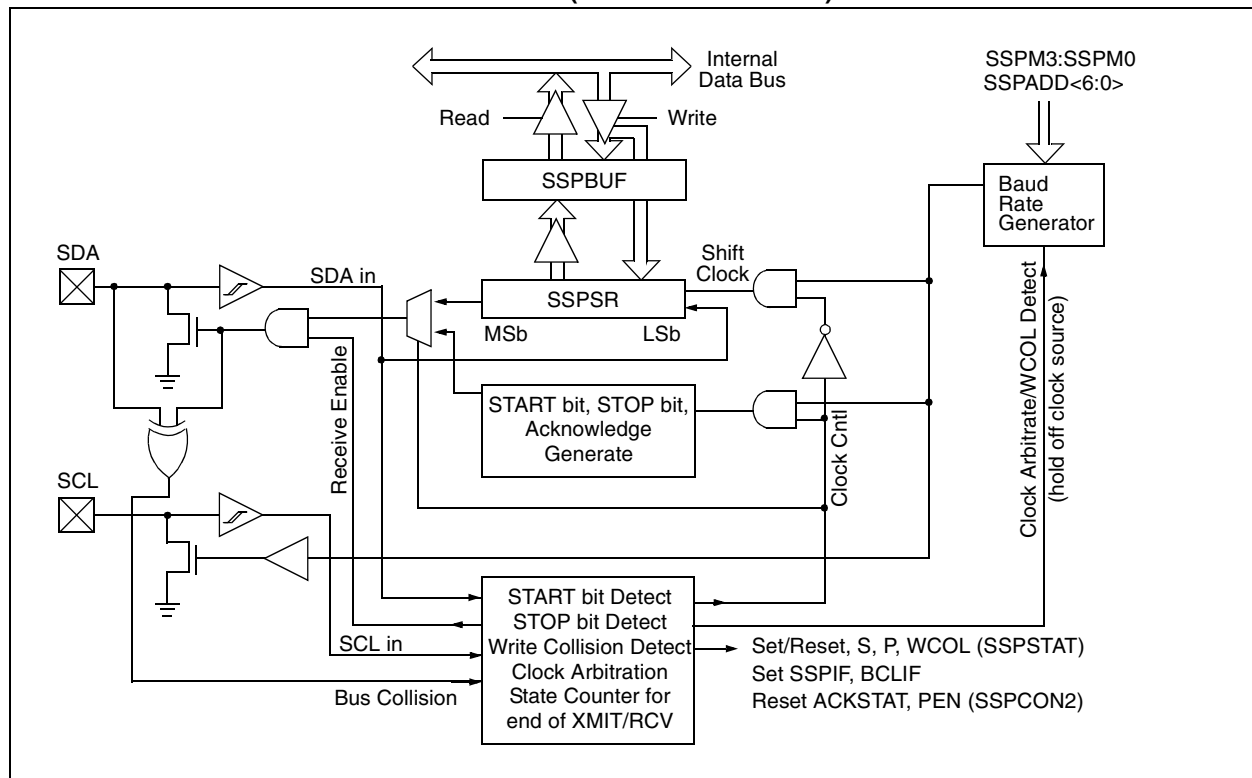 Internal
Data Bus
SSPM3:SSPM0
SSPADD<6:0>
Read
Write
SSPBUF
Baud
Rate
Generator
SDA
SDA in
Shift
Clock
SSPSR
MSb
LSb
START bit, STOP bit,
Acknowledge
Generate
Receive Enable
Clock Cntl
Clock Arbitrate/WCOL Detect
(hold off clock source)
SCL
SCL in
Bus Collision
START bit Detect
STOP bit Detect
Write Collision Detect
Clock Arbitration
State Counter for
end of XMIT/RCV
Set/Reset, S, P, WCOL (SSPSTAT)
Set SSPIF, BCLIF
Reset ACKSTAT, PEN (SSPCON2)